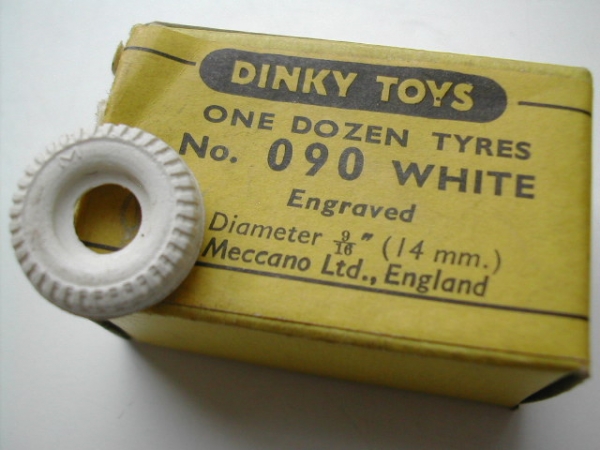 DINKY TOYS
ONE DOZEN TYRES
No. 090 WHITE
Engraved
Diameter 9/16" (14 mm.)
Meccano Ltd., England
M